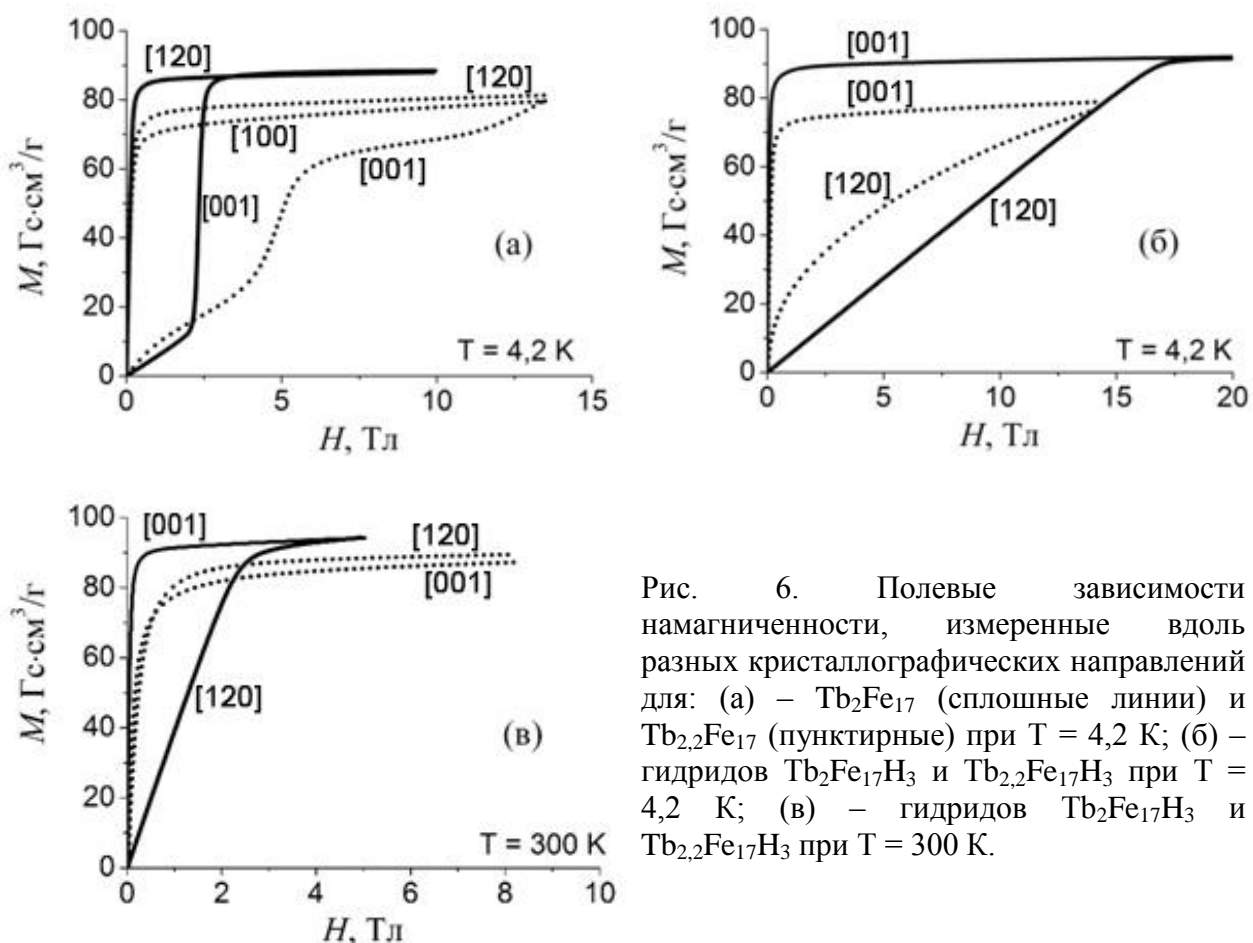 100
80
60
40
20
0
M, Гс·см³/г
[120]
[120]
[100]
[001]
[001]
(а)
T = 4,2 K
0
5
10
15
H, Тл
100
80
60
40
20
0
M, Гс·см³/г
[001]
[001]
[120]
[120]
(б)
T = 4,2 K
0
5
10
15
20
H, Тл
100
80
60
40
20
0
M, Гс·см³/г
[001]
[120]
[001]
[120]
(в)
T = 300 K
0
2
4
6
8
10
H, Тл
Рис. 6. Полевые зависимости
намагниченности, измеренные вдоль
разных кристаллографических направлений
для: (а) – Tb₂Fe₁₇ (сплошные линии) и
Tb₂,₂Fe₁₇ (пунктирные) при Т = 4,2 К; (б) –
гидридов Tb₂Fe₁₇H₃ и Tb₂,₂Fe₁₇H₃ при Т =
4,2 К; (в) – гидридов Tb₂Fe₁₇H₃ и
Tb₂,₂Fe₁₇H₃ при Т = 300 К.